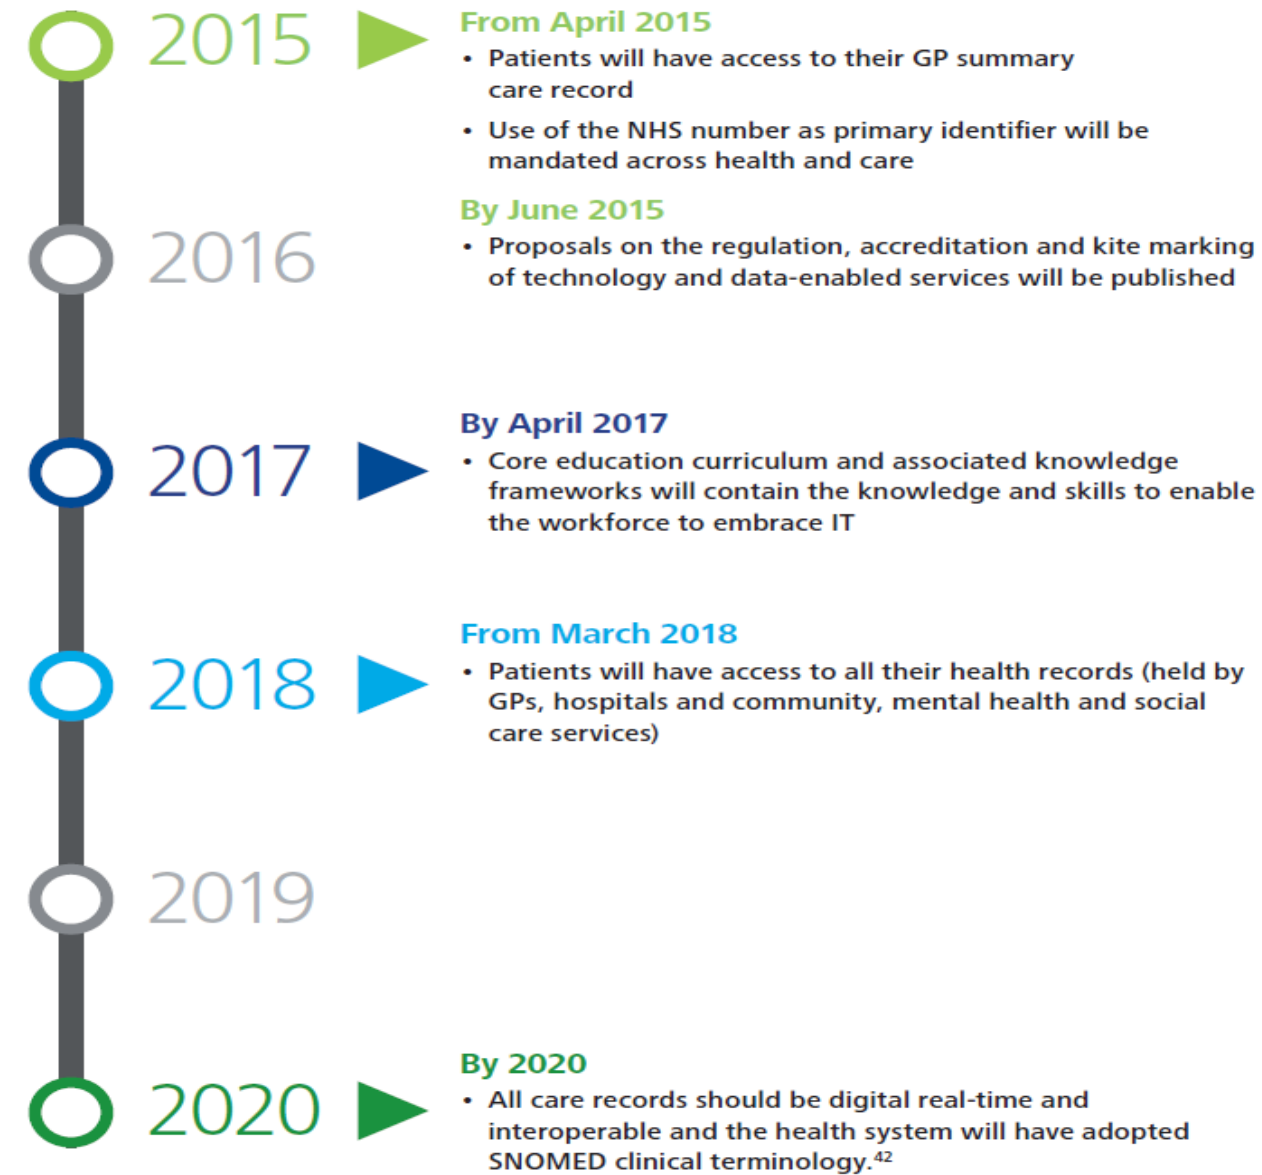 2015
From April 2015
• Patients will have access to their GP summary
care record
• Use of the NHS number as primary identifier will be
mandated across health and care
By June 2015
2016
• Proposals on the regulation, accreditation and kite marking
of technology and data-enabled services will be published
2017
By April 2017
• Core education curriculum and associated knowledge
frameworks will contain the knowledge and skills to enable
the workforce to embrace IT
2018
From March 2018
• Patients will have access to all their health records (held by
GPs, hospitals and community, mental health and social
care services)
2019
2020
By 2020
• All care records should be digital real-time and
interoperable and the health system will have adopted
SNOMED clinical terminology.⁴²